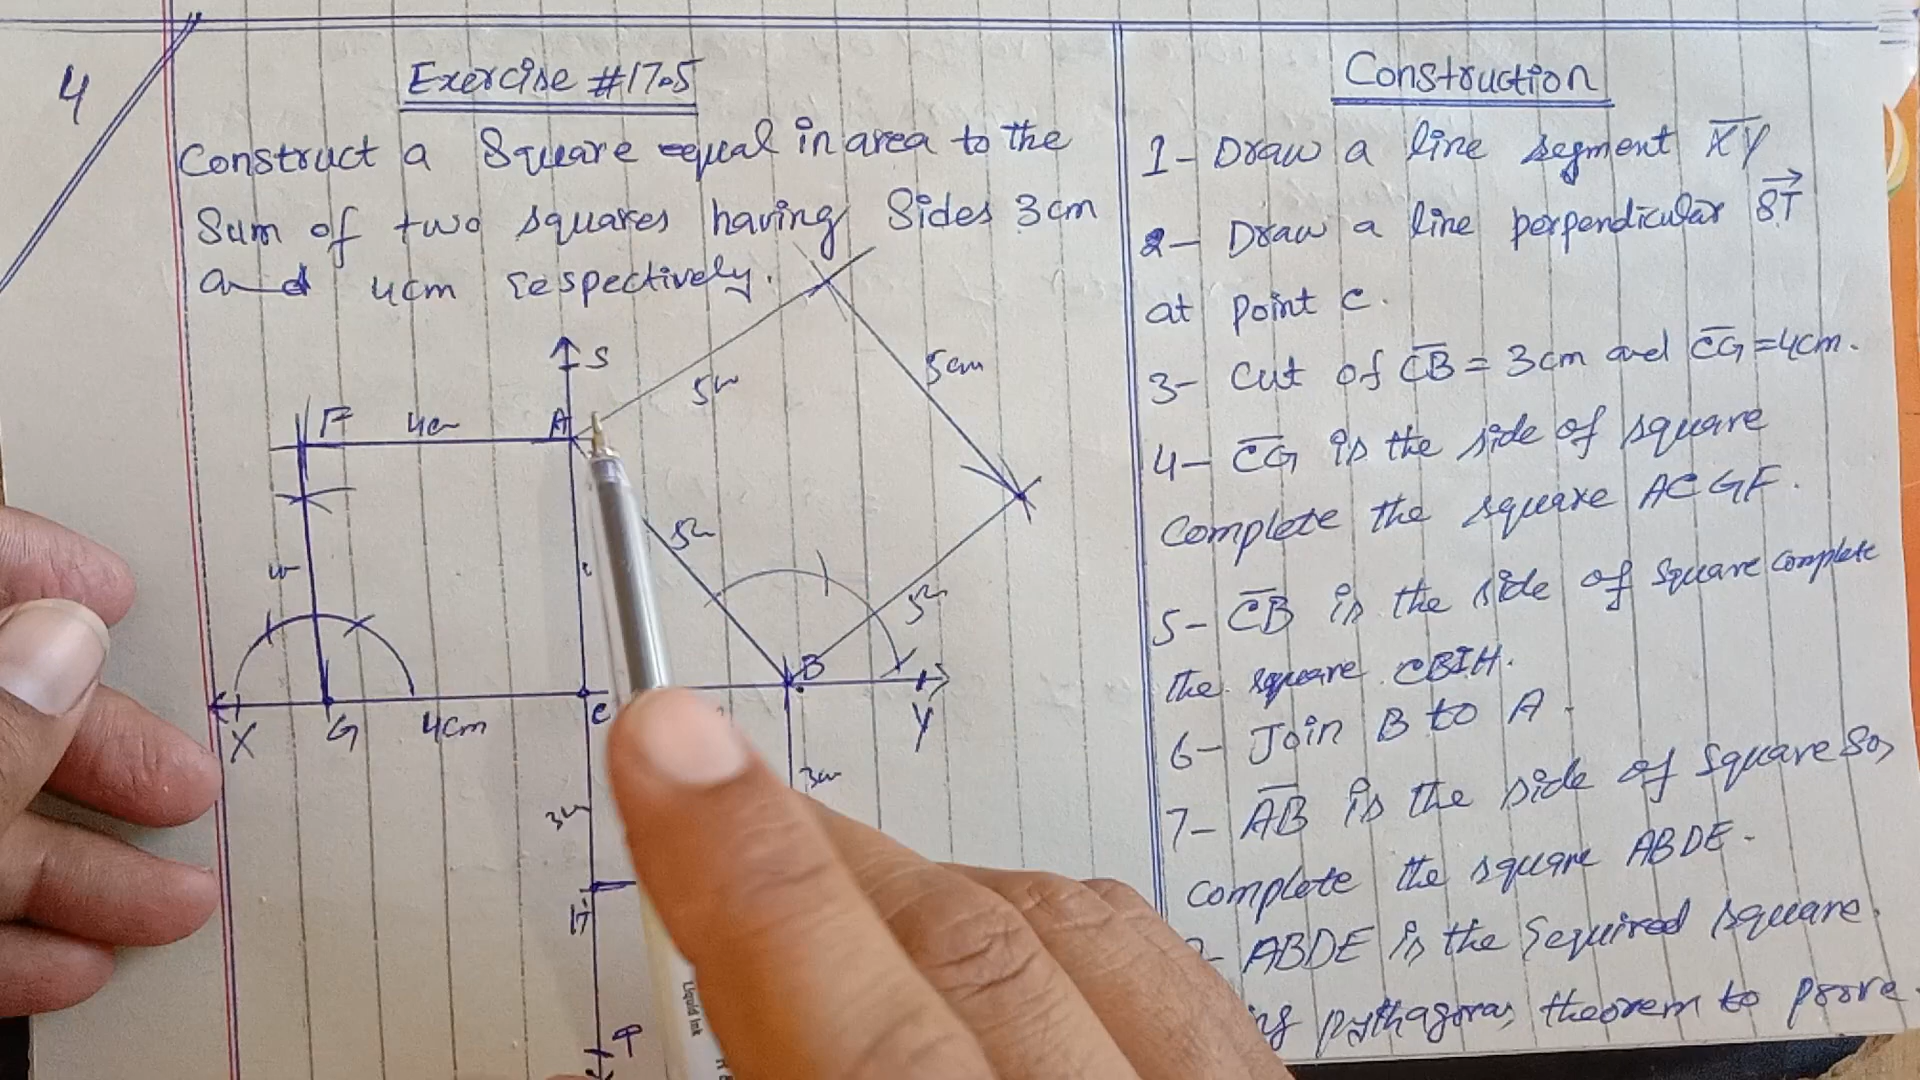 4
Exercise #17.5
Construct a Square equal in area to the
Sum of two squares having Sides 3cm
and 4cm respectively.
S
F
4cm
A
5cm
5cm
5cm
5cm
B
X
G
4cm
C
Y
3cm
3cm
H
T
Liquid Ink
Construction
1- Draw a line segment XY
2- Draw a line perpendicular ST
at point C.
3- Cut of CB = 3cm and CG = 4cm.
4- CG is the side of square
Complete the square ACGF.
5- CB is the side of Square complete
the square CBIH.
6- Join B to A.
7- AB is the side of Square So,
complete the square ABDE.
- ABDE is the required square.
pythagoras theorem to prove.